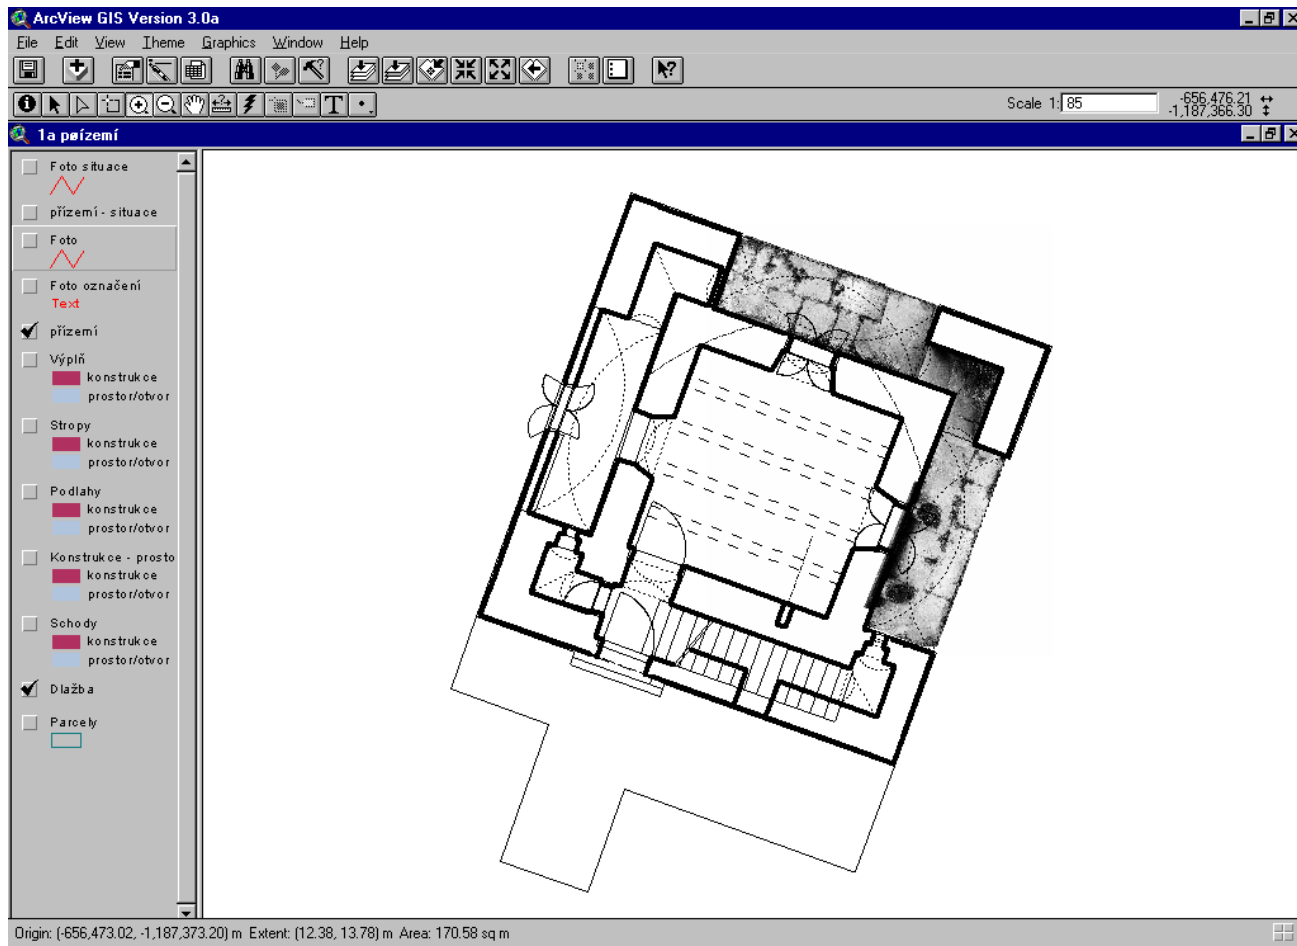 ArcView GIS Version 3.0a
File Edit View Theme Graphics Window Help
Scale 1: 85
-656,476.21
-1,187,366.30
1a pøízemí
Foto situace
přízemí - situace
Foto
Foto označení
Text
přízemí
Výplň
konstrukce
prostor/otvor
Stropy
konstrukce
prostor/otvor
Podlahy
konstrukce
prostor/otvor
Konstrukce - prosto
konstrukce
prostor/otvor
Schody
konstrukce
prostor/otvor
Dlažba
Parcely
Origin: (-656,473.02, -1,187,373.20) m Extent: (12.38, 13.78) m Area: 170.58 sq m